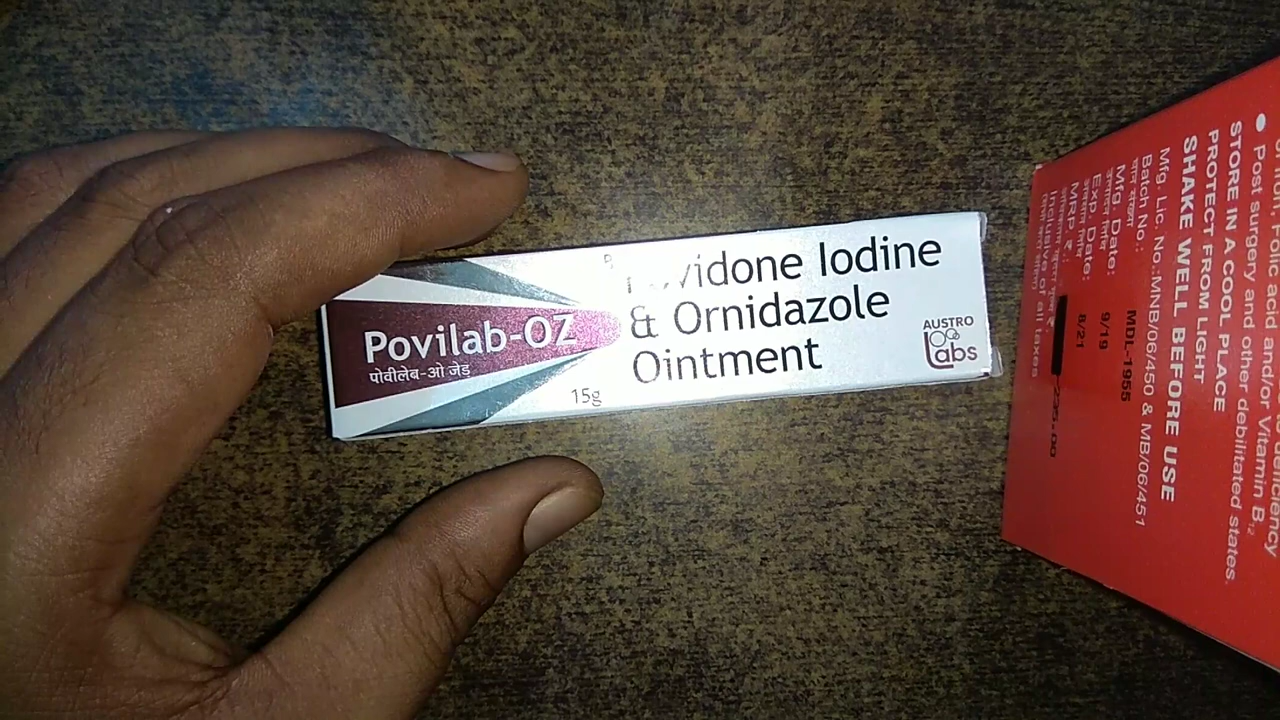 Povilab-OZ
पोवीलेब-ओ जेड
15g
vidone Iodine
& Ornidazole
Ointment
AUSTRO
Labs
Folic acid and/or Vitamin B₁₂
● Post surgery and other debilitated states.
STORE IN A COOL PLACE
PROTECT FROM LIGHT
SHAKE WELL BEFORE USE
Mfg. Lic. No.:MNB/06/450 & MB/06/451
Batch No.: MDL-1955
Mfg. Date: 9/19
Exp. Date: 8/21
MRP ₹.: 235.00
Inclusive of all taxes